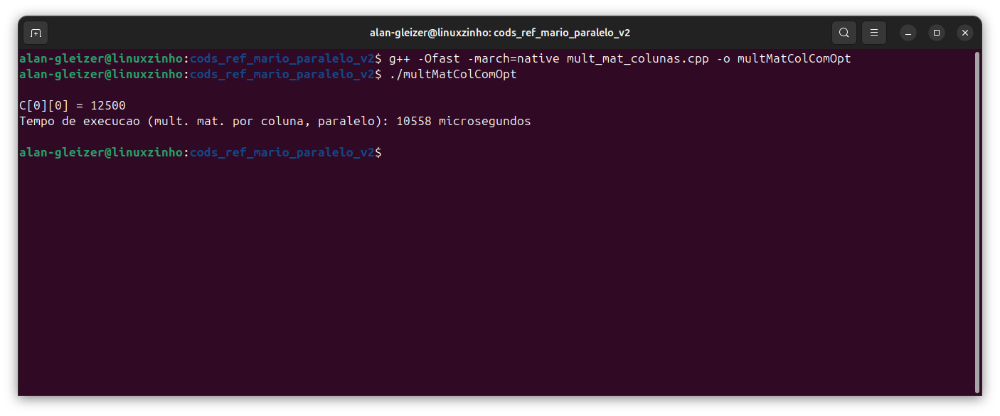 alan-gleizer@linuxzinho: cods_ref_mario_paralelo_v2
alan-gleizer@linuxzinho:cods_ref_mario_paralelo_v2$ g++ -Ofast -march=native mult_mat_colunas.cpp -o multMatColComOpt
alan-gleizer@linuxzinho:cods_ref_mario_paralelo_v2$ ./multMatColComOpt
C[0][0] = 12500
Tempo de execucao (mult. mat. por coluna, paralelo): 10558 microsegundos
alan-gleizer@linuxzinho:cods_ref_mario_paralelo_v2$